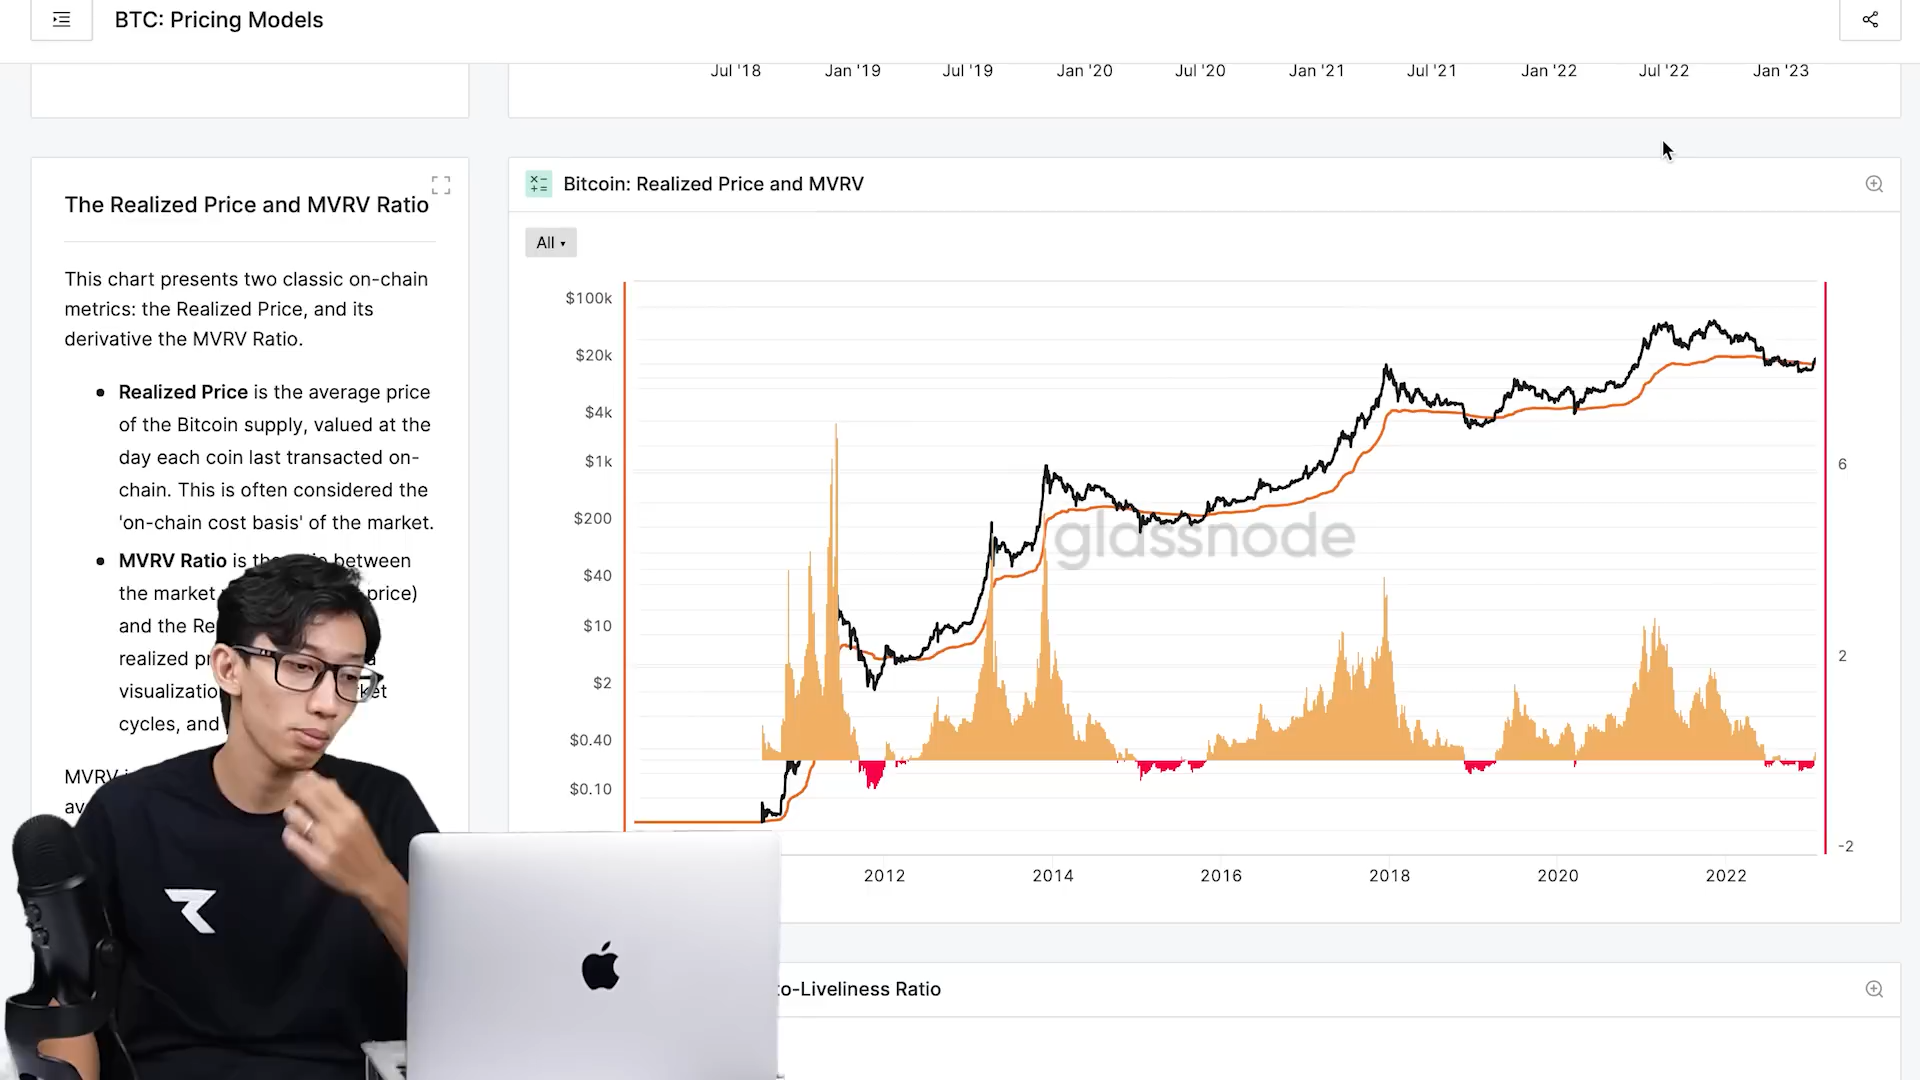 BTC: Pricing Models
Jul '18 Jan '19 Jul '19 Jan '20 Jul '20 Jan '21 Jul '21 Jan '22 Jul '22 Jan '23
The Realized Price and MVRV Ratio
This chart presents two classic on-chain
metrics: the Realized Price, and its
derivative the MVRV Ratio.
• Realized Price is the average price
of the Bitcoin supply, valued at the
day each coin last transacted on-
chain. This is often considered the
'on-chain cost basis' of the market.
• MVRV Ratio is between
the market price)
and the
realized
cycles, and
MVRV
Bitcoin: Realized Price and MVRV
All
$100k
$20k
$4k
$1k
$200
$40
$10
$2
$0.40
$0.10
6
2
-2
glassnode
2012 2014 2016 2018 2020 2022
to-Liveliness Ratio